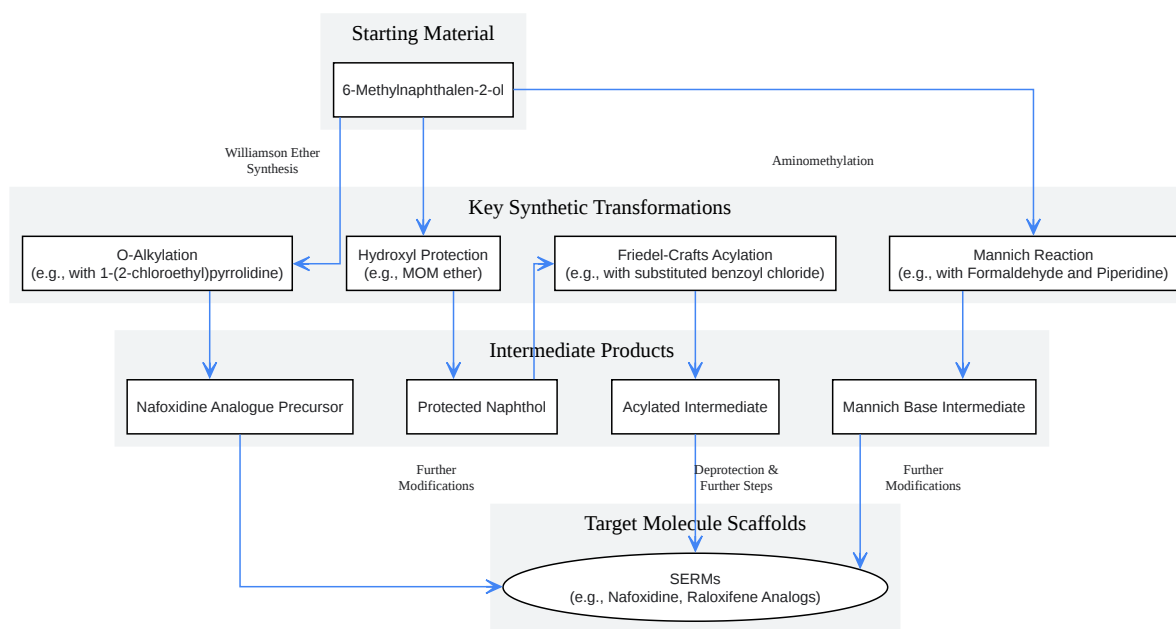 Starting Material
6-Methylnaphthalen-2-ol
Williamson Ether
Synthesis
Aminomethylation
Key Synthetic Transformations
O-Alkylation
(e.g., with 1-(2-chloroethyl)pyrrolidine)
Hydroxyl Protection
(e.g., MOM ether)
Friedel-Crafts Acylation
(e.g., with substituted benzoyl chloride)
Mannich Reaction
(e.g., with Formaldehyde and Piperidine)
Intermediate Products
Nafoxidine Analogue Precursor
Protected Naphthol
Acylated Intermediate
Mannich Base Intermediate
Further
Modifications
Deprotection &
Further Steps
Further
Modifications
Target Molecule Scaffolds
SERMs
(e.g., Nafoxidine, Raloxifene Analogs)